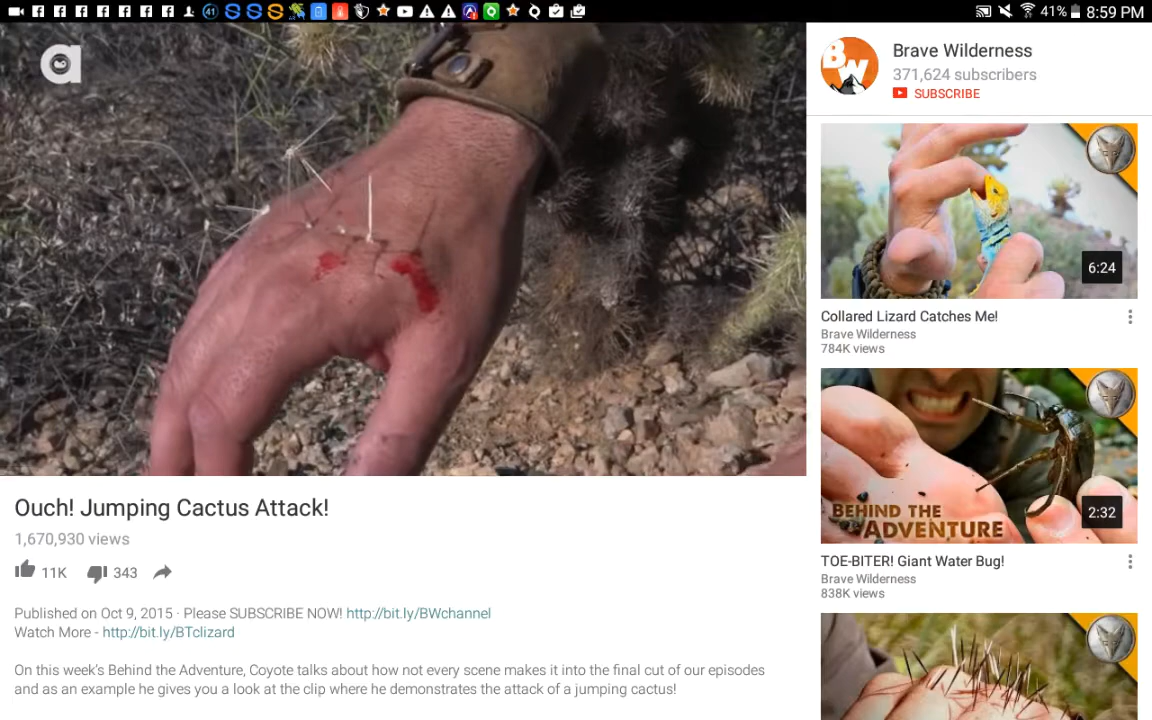 41
41% 8:59 PM
a
Ouch! Jumping Cactus Attack!
1,670,930 views
11K 343
Published on Oct 9, 2015 · Please SUBSCRIBE NOW! http://bit.ly/BWchannel
Watch More - http://bit.ly/BTclizard
On this week's Behind the Adventure, Coyote talks about how not every scene makes it into the final cut of our episodes
and as an example he gives you a look at the clip where he demonstrates the attack of a jumping cactus!
BW
Brave Wilderness
371,624 subscribers
SUBSCRIBE
6:24
Collared Lizard Catches Me!
Brave Wilderness
784K views
BEHIND THE
ADVENTURE
2:32
TOE-BITER! Giant Water Bug!
Brave Wilderness
838K views